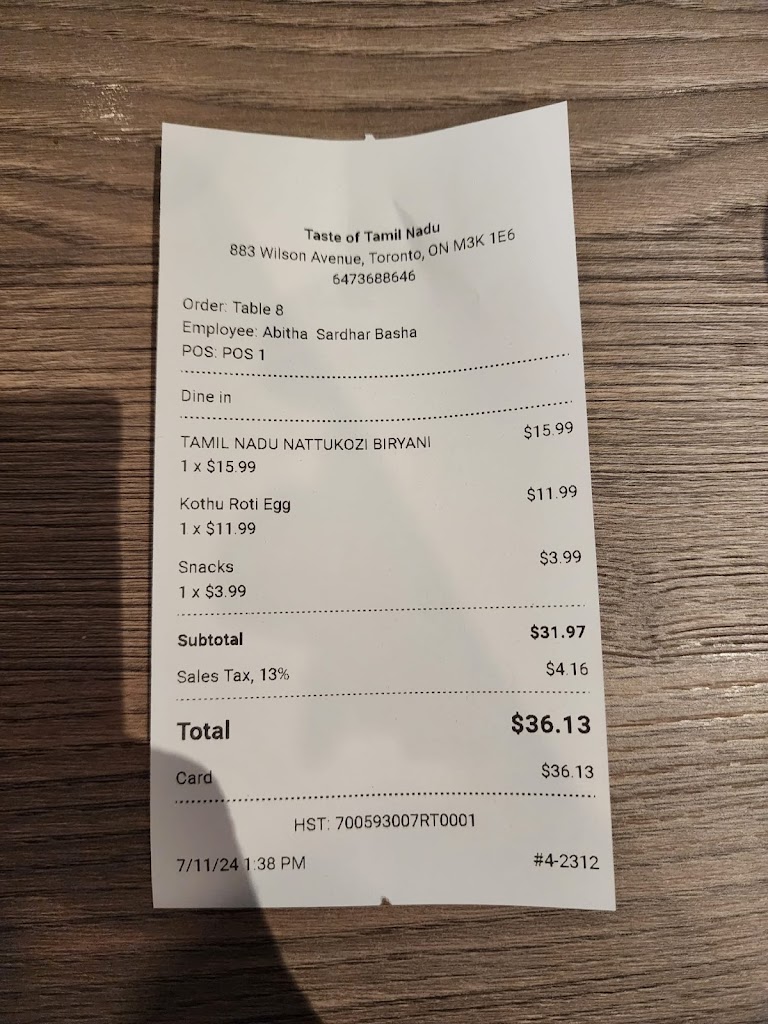 Taste of Tamil Nadu
883 Wilson Avenue, Toronto, ON M3K 1E6
6473688646
Order: Table 8
Employee: Abitha Sardhar Basha
POS: POS 1
Dine in
TAMIL NADU NATTUKOZI BIRYANI $15.99
1 x $15.99
Kothu Roti Egg $11.99
1 x $11.99
Snacks $3.99
1 x $3.99
Subtotal $31.97
Sales Tax, 13% $4.16
Total $36.13
Card $36.13
HST: 700593007RT0001
7/11/24 1:38 PM #4-2312